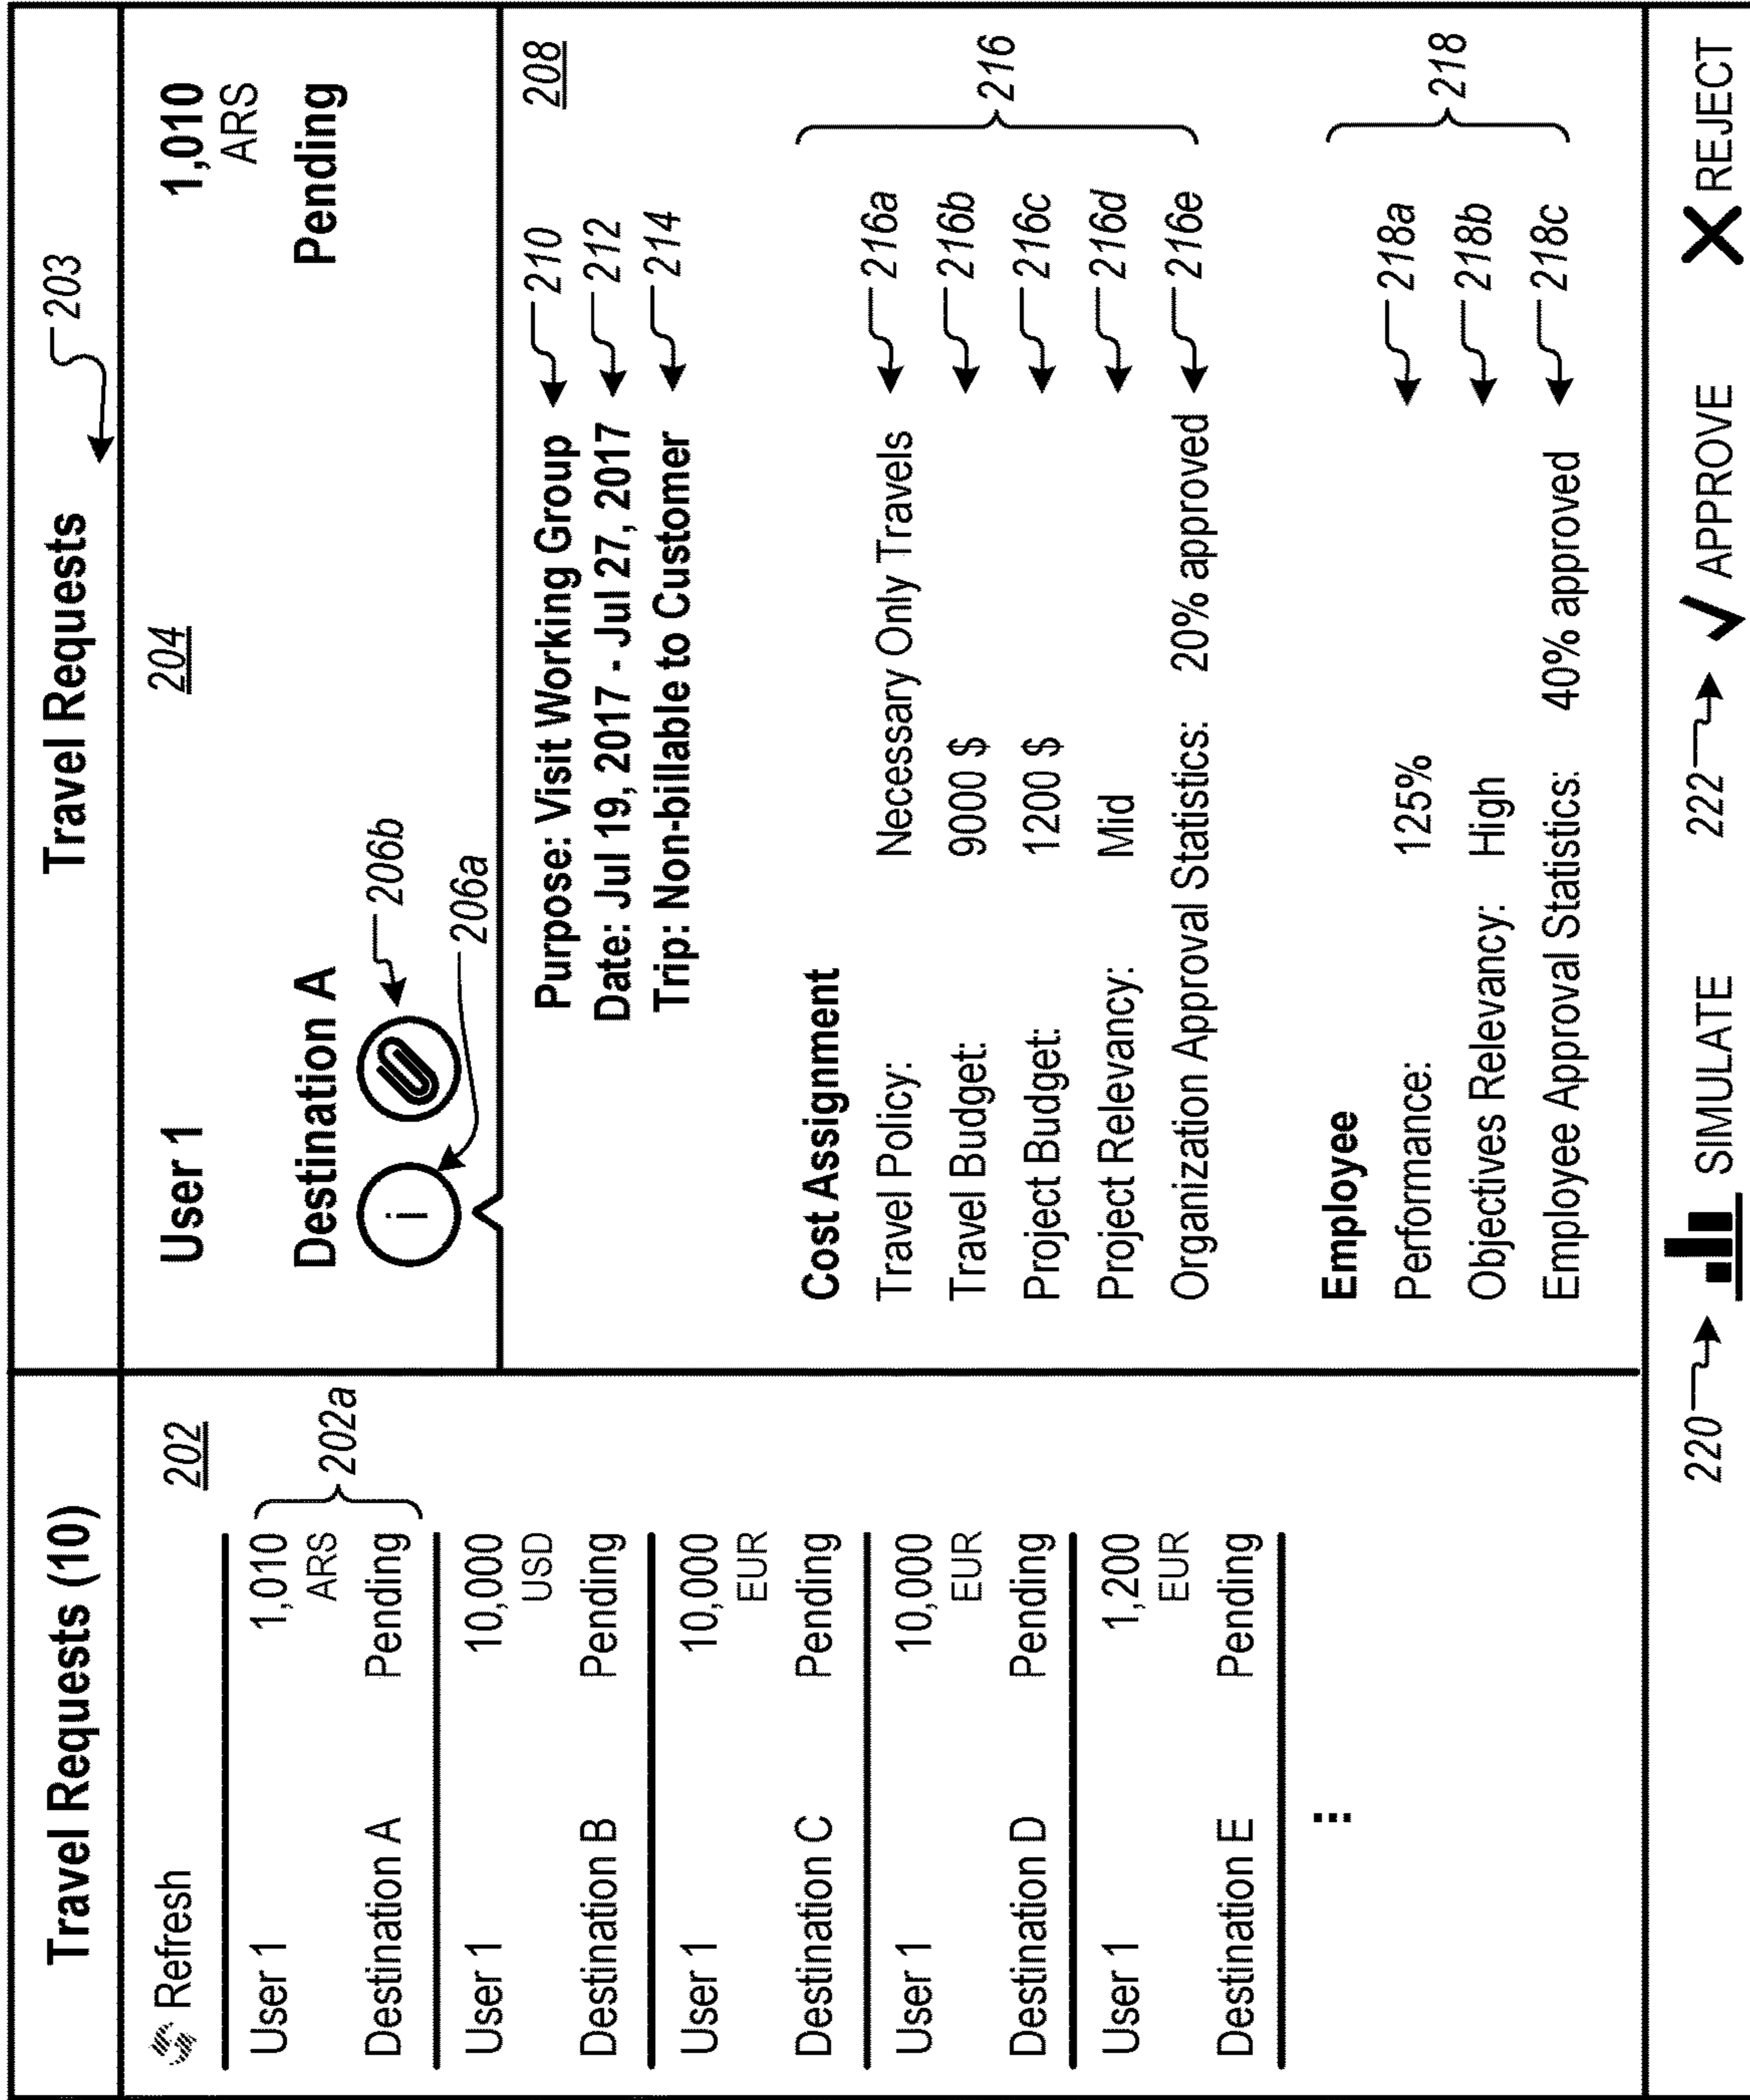 Travel Requests (10)
Refresh
202
User 1 1,010
ARS
Destination A Pending
202a
User 1 10,000
USD
Destination B Pending
User 1 10,000
EUR
Destination C Pending
User 1 10,000
EUR
Destination D Pending
User 1 1,200
EUR
Destination E Pending
...
Travel Requests
203
204
User 1 1,010
ARS
Destination A Pending
i
206b
206a
208
Purpose: Visit Working Group 210
Date: Jul 19, 2017 - Jul 27, 2017 212
Trip: Non-billable to Customer 214
Cost Assignment
Travel Policy: Necessary Only Travels 216a
Travel Budget: 9000 $ 216b
Project Budget: 1200 $ 216c
Project Relevancy: Mid 216d
Organization Approval Statistics: 20% approved 216e
216
Employee
Performance: 125% 218a
Objectives Relevancy: High 218b
Employee Approval Statistics: 40% approved 218c
218
220 SIMULATE 222 APPROVE REJECT